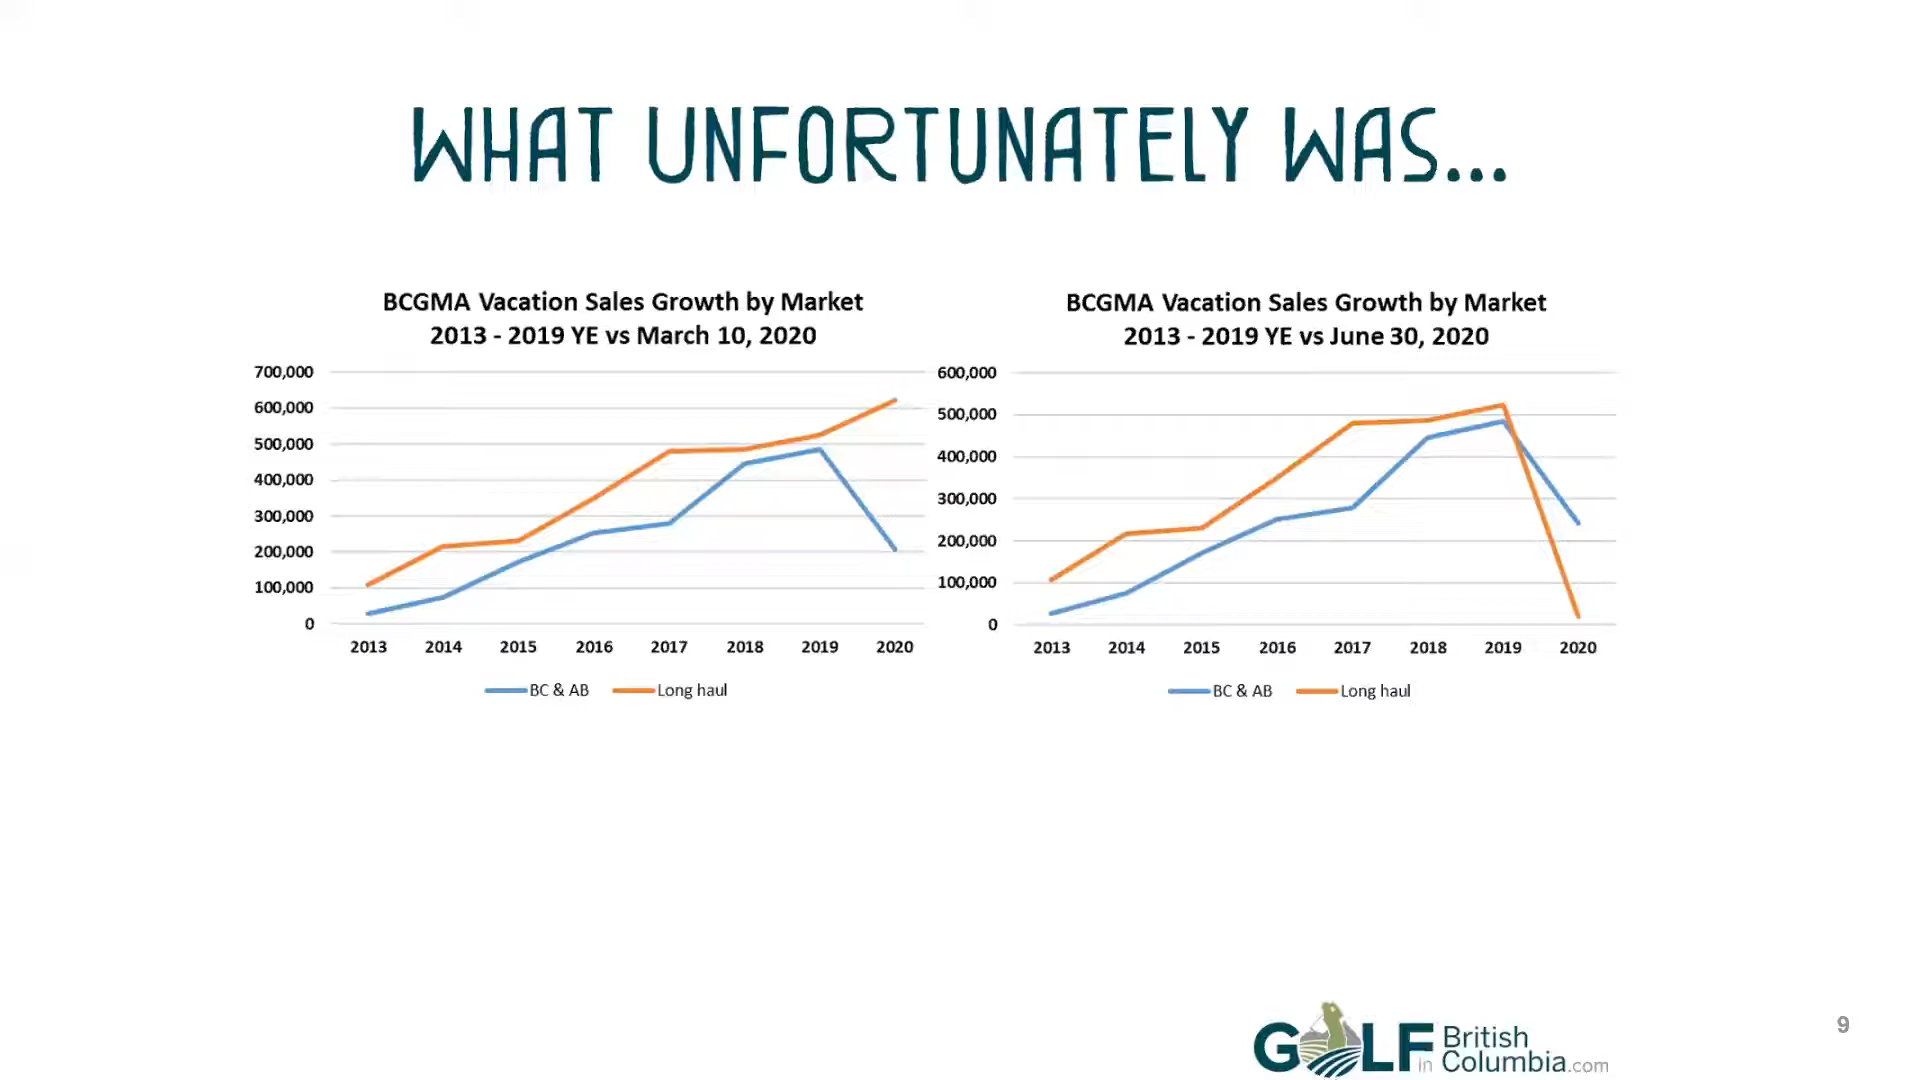 WHAT UNFORTUNATELY WAS...
BCGMA Vacation Sales Growth by Market
2013 - 2019 YE vs March 10, 2020
700,000
600,000
500,000
400,000
300,000
200,000
100,000
0
2013 2014 2015 2016 2017 2018 2019 2020
BC & AB Long haul
BCGMA Vacation Sales Growth by Market
2013 - 2019 YE vs June 30, 2020
600,000
500,000
400,000
300,000
200,000
100,000
0
2013 2014 2015 2016 2017 2018 2019 2020
BC & AB Long haul
GOLF in British
Columbia.com
9